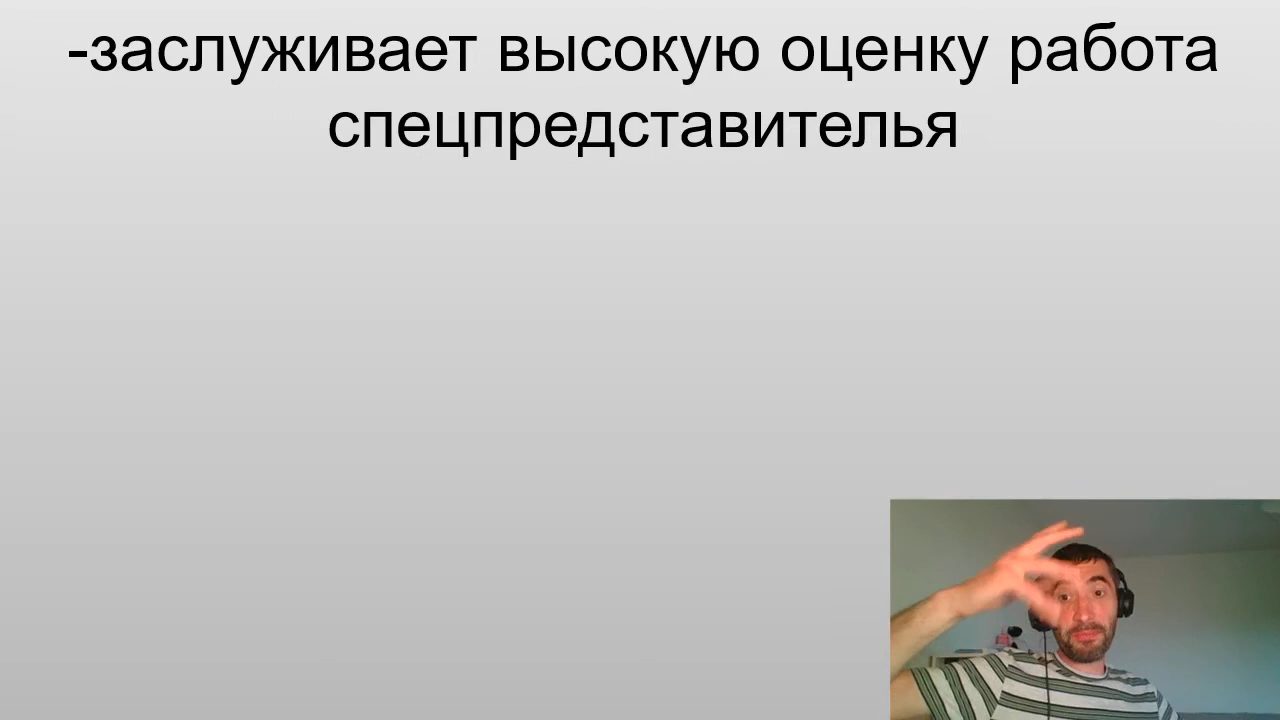 -заслуживает высокую оценку работа
спецпредставителья